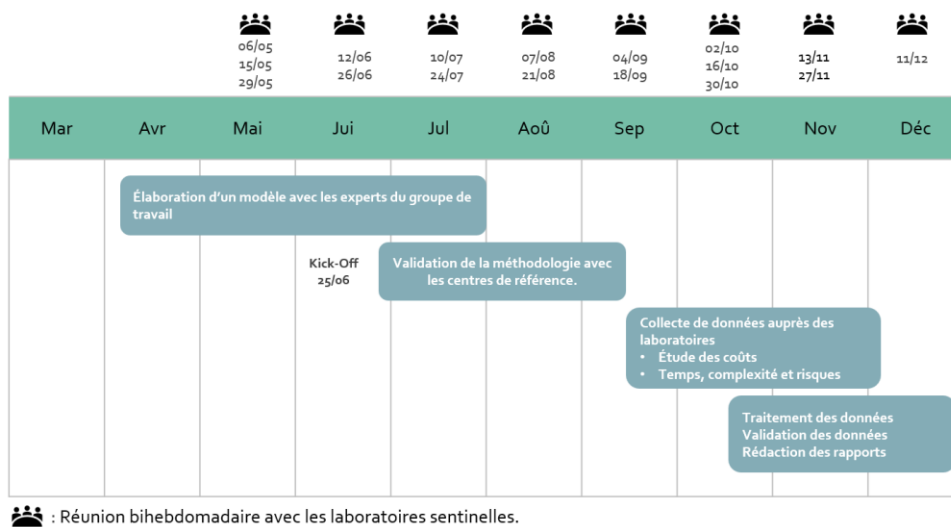 06/05
15/05
29/05
12/06
26/06
10/07
24/07
07/08
21/08
04/09
18/09
02/10
16/10
30/10
13/11
27/11
11/12
Mar
Avr
Mai
Jui
Jul
Aoû
Sep
Oct
Nov
Déc
Élaboration d'un modèle avec les experts du groupe de
travail
Kick-Off
25/06
Validation de la méthodologie avec
les centres de référence.
Collecte de données auprès des
laboratoires
• Étude des coûts
• Temps, complexité et risques
Traitement des données
Validation des données
Rédaction des rapports
: Réunion bihebdomadaire avec les laboratoires sentinelles.